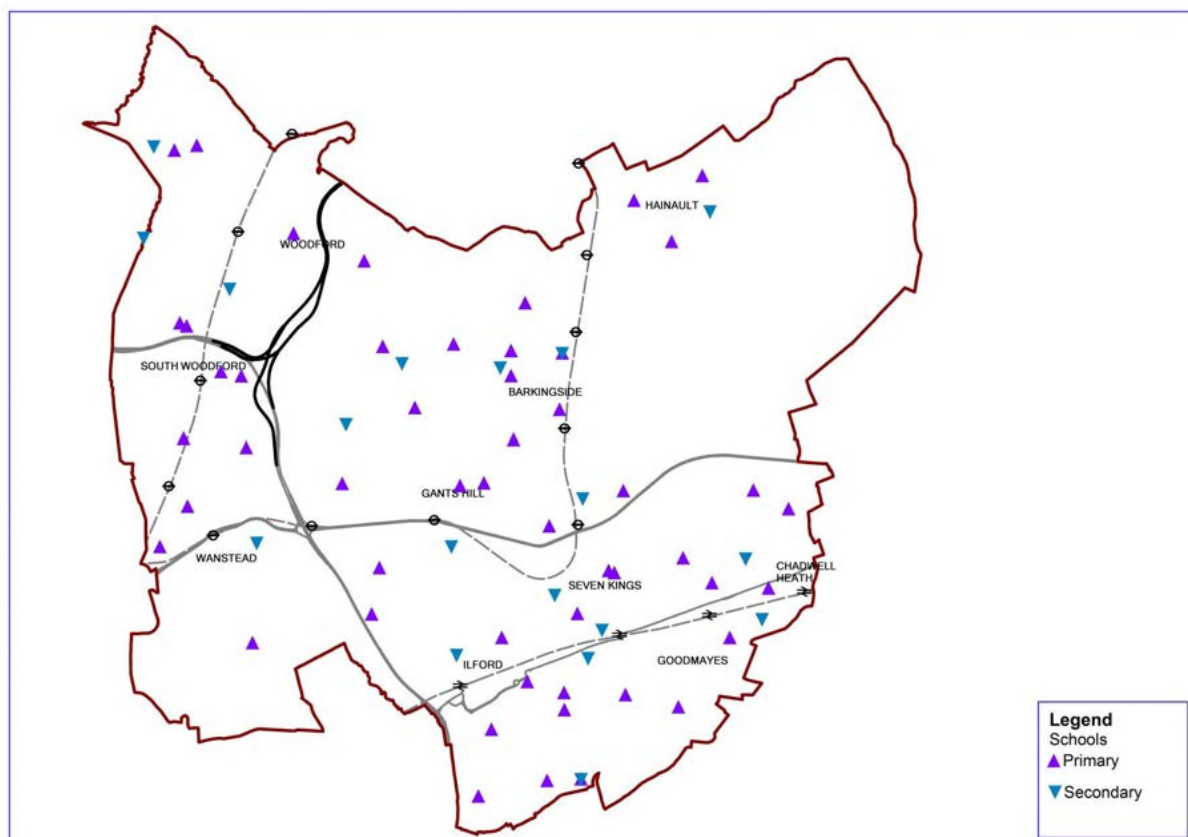 HAINAULT
WOODFORD
SOUTH WOODFORD
BARKINGSIDE
GANTS HILL
WANSTEAD
CHADWELL
HEATH
SEVEN KINGS
ILFORD
GOODMAYES
Legend
Schools
Primary
Secondary